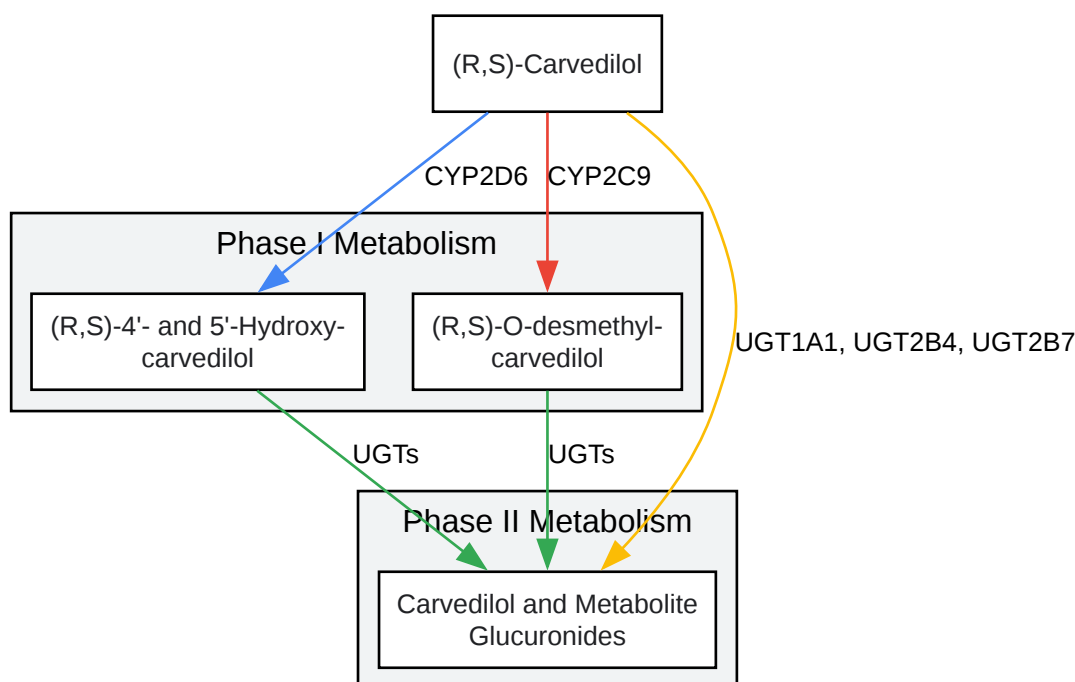 (R,S)-Carvedilol
CYP2D6
CYP2C9
Phase I Metabolism
(R,S)-4'- and 5'-Hydroxy-
carvedilol
(R,S)-O-desmethyl-
carvedilol
UGT1A1, UGT2B4, UGT2B7
UGTs
UGTs
Phase II Metabolism
Carvedilol and Metabolite
Glucuronides